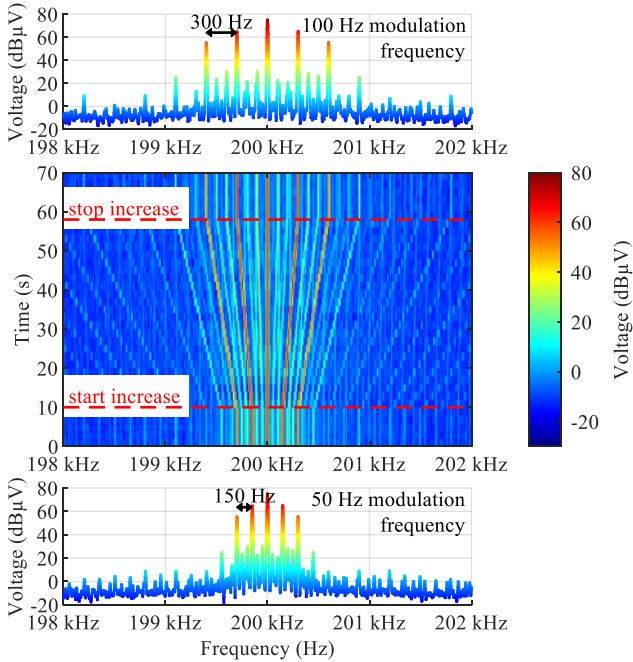 300 Hz
100 Hz modulation
frequency
Voltage (dBµV)
80
60
40
20
0
-20
198 kHz 199 kHz 200 kHz 201 kHz 202 kHz
stop increase
start increase
Time (s)
70
60
50
40
30
20
10
0
198 kHz 199 kHz 200 kHz 201 kHz 202 kHz
80
60
40
20
0
-20
Voltage (dBµV)
150 Hz
50 Hz modulation
frequency
Voltage (dBµV)
80
60
40
20
0
-20
198 kHz 199 kHz 200 kHz 201 kHz 202 kHz
Frequency (Hz)